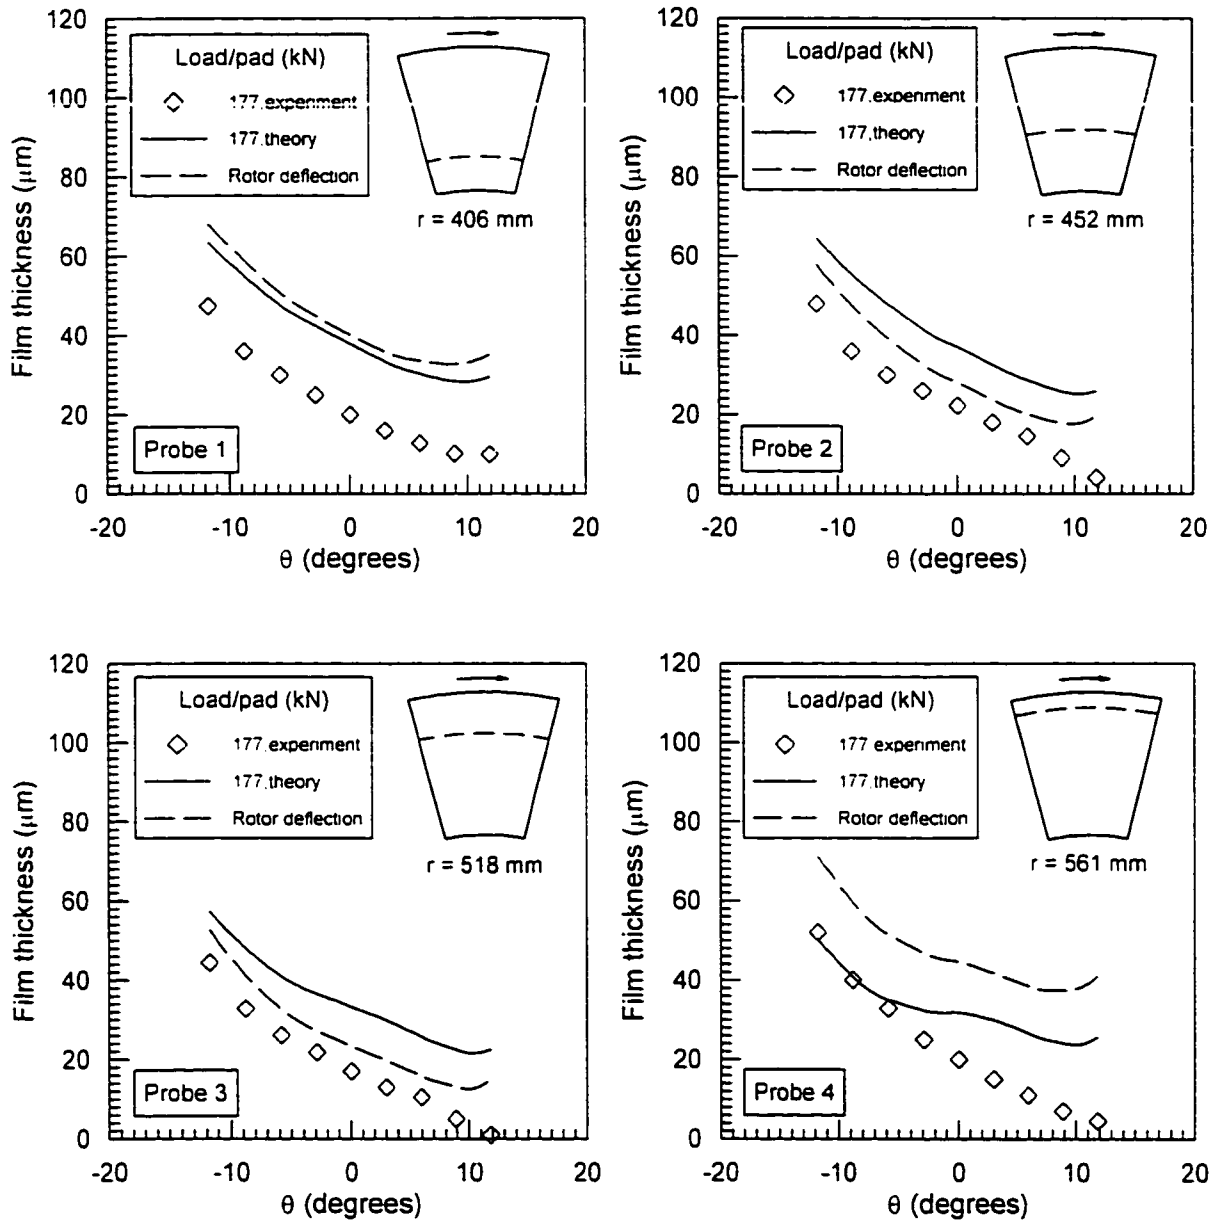 120
100
80
60
40
20
0
Film thickness (μm)
Load/pad (kN)
177.experiment
177.theory
Rotor deflection
r = 406 mm
Probe 1
-20
-10
0
10
20
θ (degrees)
120
100
80
60
40
20
0
Film thickness (μm)
Load/pad (kN)
177.experiment
177.theory
Rotor deflection
r = 452 mm
Probe 2
-20
-10
0
10
20
θ (degrees)
120
100
80
60
40
20
0
Film thickness (μm)
Load/pad (kN)
177.experiment
177.theory
Rotor deflection
r = 518 mm
Probe 3
-20
-10
0
10
20
θ (degrees)
120
100
80
60
40
20
0
Film thickness (μm)
Load/pad (kN)
177 experiment
177.theory
Rotor deflection
r = 561 mm
Probe 4
-20
-10
0
10
20
θ (degrees)